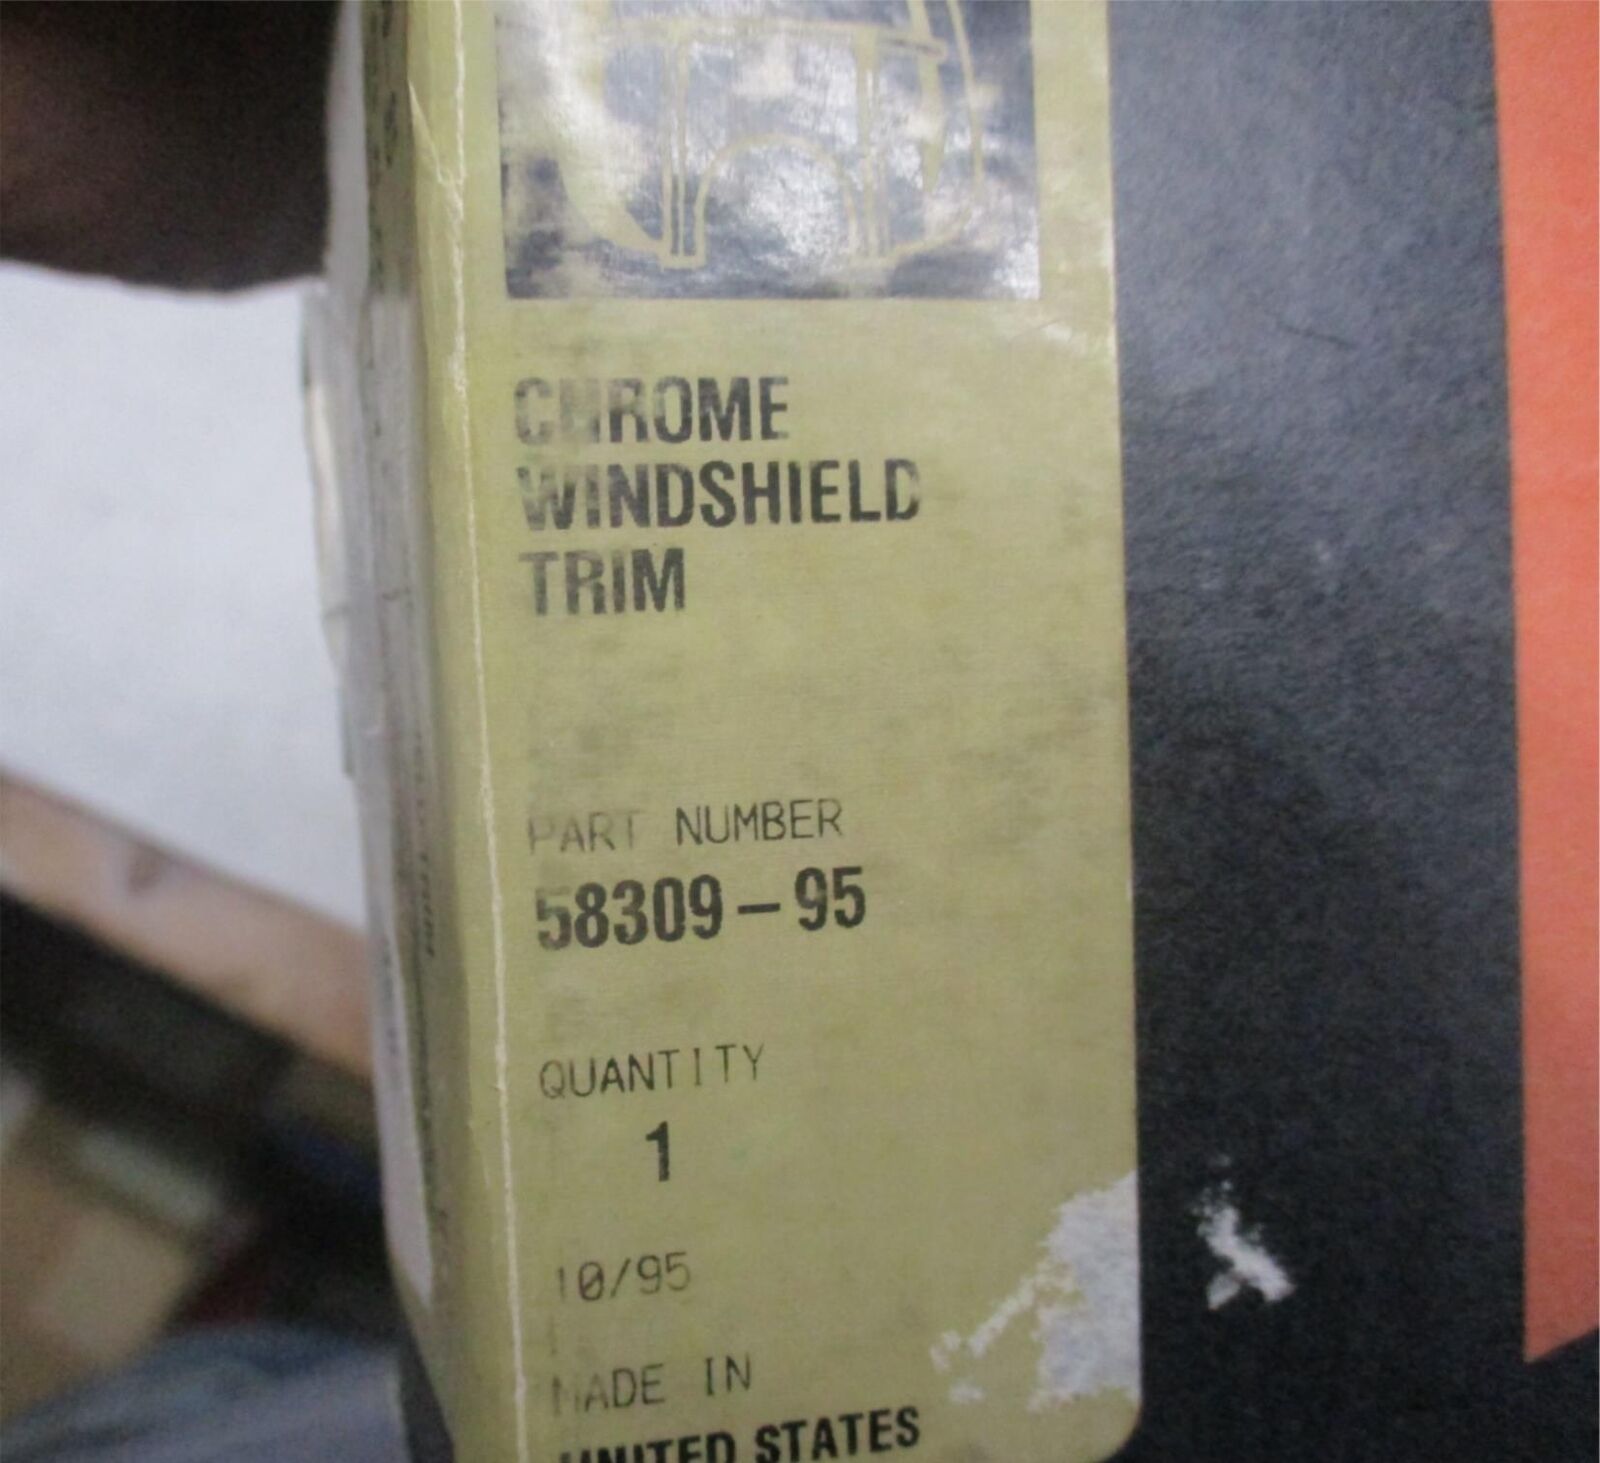 CHROME
WINDSHIELD
TRIM
PART NUMBER
58309-95
QUANTITY
1
10/95
MADE IN
UNITED STATES